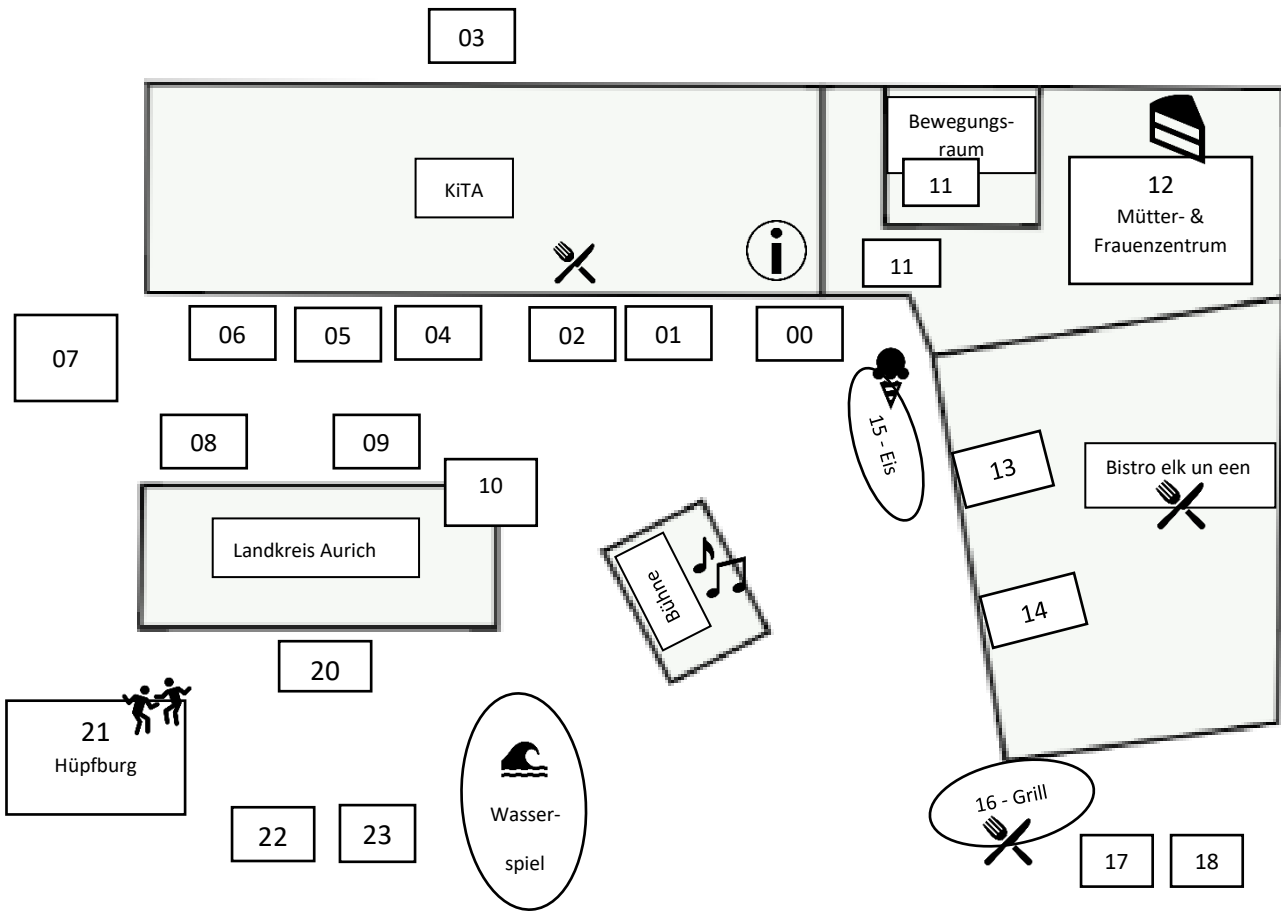 03
Bewegungs-
raum
11
KiTA
12
Mütter- &
Frauenzentrum
i
11
06
05
04
02
01
00
07
08
09
10
15 - Eis
13
Bistro elk un een
Landkreis Aurich
Bühne
14
20
21
Hüpfburg
Wasser-
spiel
16 - Grill
22
23
17
18